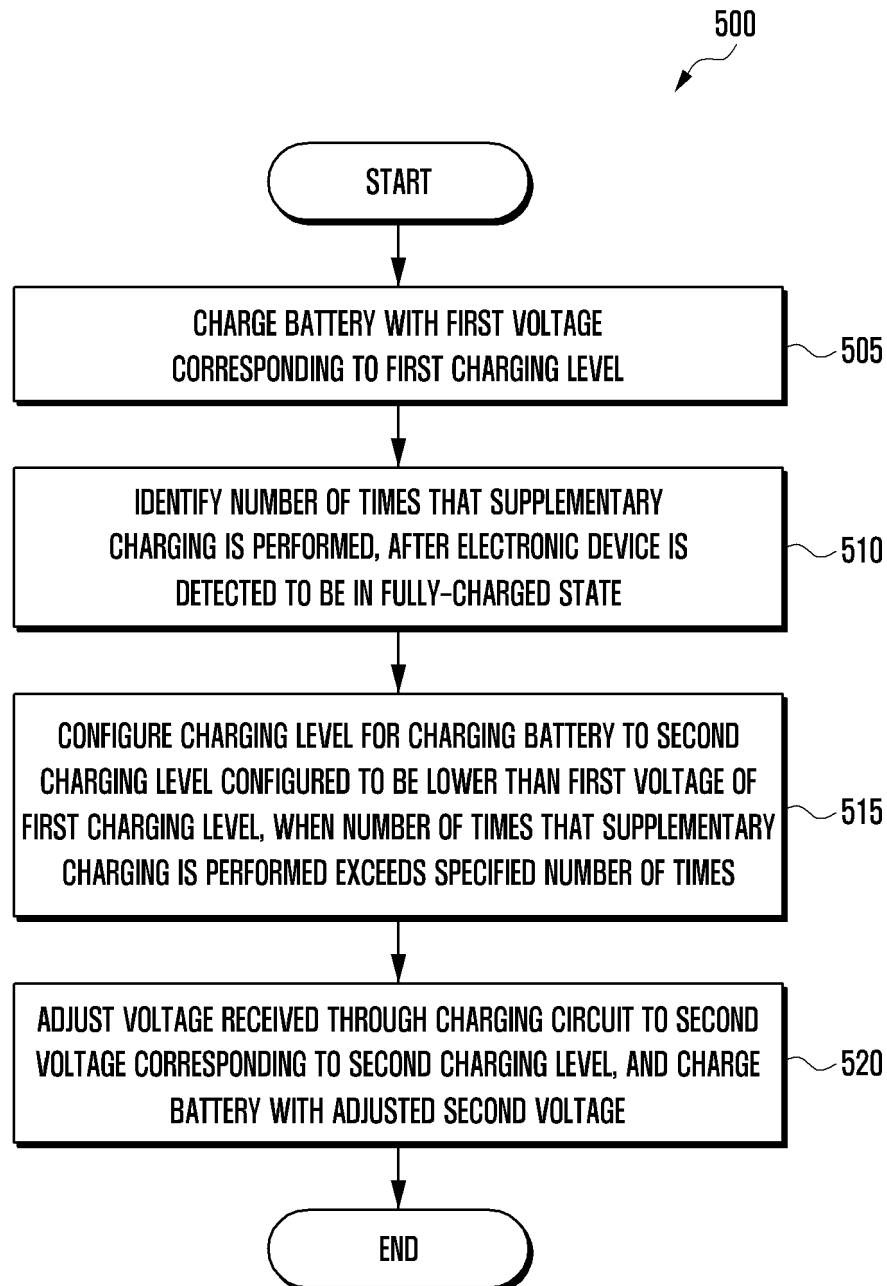 500
START
CHARGE BATTERY WITH FIRST VOLTAGE
CORRESPONDING TO FIRST CHARGING LEVEL
505
IDENTIFY NUMBER OF TIMES THAT SUPPLEMENTARY
CHARGING IS PERFORMED, AFTER ELECTRONIC DEVICE IS
DETECTED TO BE IN FULLY-CHARGED STATE
510
CONFIGURE CHARGING LEVEL FOR CHARGING BATTERY TO SECOND
CHARGING LEVEL CONFIGURED TO BE LOWER THAN FIRST VOLTAGE OF
FIRST CHARGING LEVEL, WHEN NUMBER OF TIMES THAT SUPPLEMENTARY
CHARGING IS PERFORMED EXCEEDS SPECIFIED NUMBER OF TIMES
515
ADJUST VOLTAGE RECEIVED THROUGH CHARGING CIRCUIT TO SECOND
VOLTAGE CORRESPONDING TO SECOND CHARGING LEVEL, AND CHARGE
BATTERY WITH ADJUSTED SECOND VOLTAGE
520
END